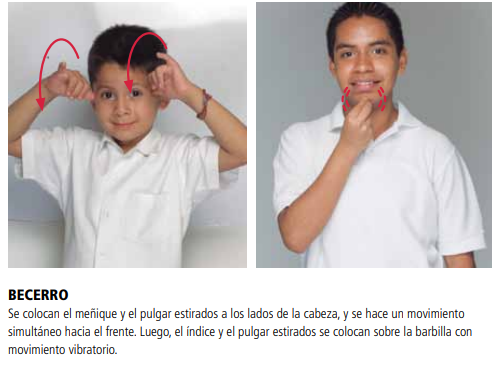 BECERRO
Se colocan el meñique y el pulgar estirados a los lados de la cabeza, y se hace un movimiento
simultáneo hacia el frente. Luego, el índice y el pulgar estirados se colocan sobre la barbilla con
movimiento vibratorio.